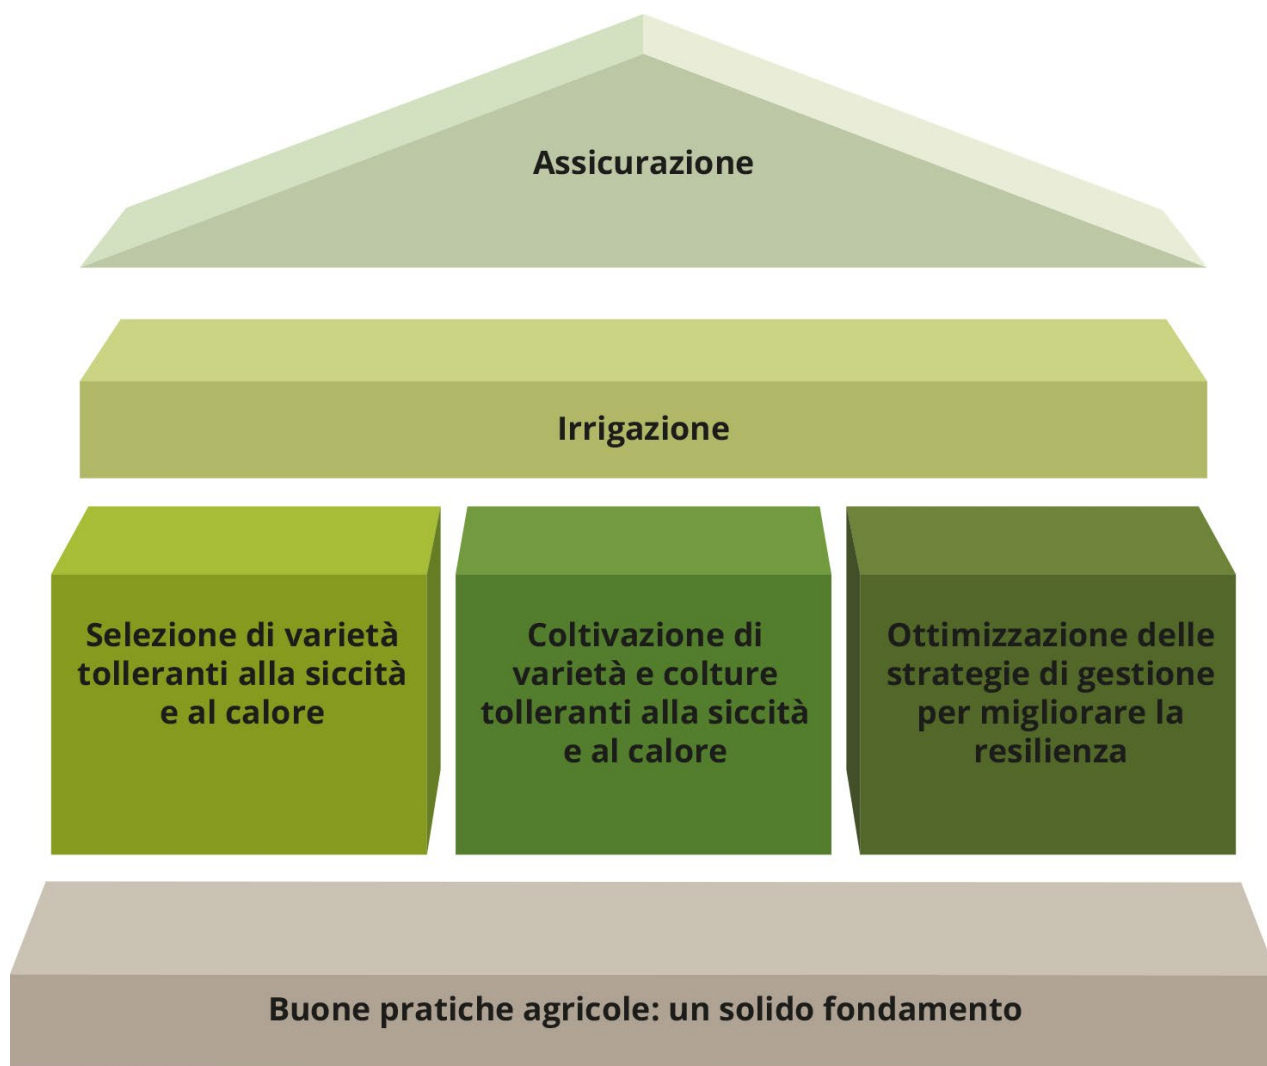 Assicurazione
Irrigazione
Selezione di varietà
tolleranti alla siccità
e al calore
Coltivazione di
varietà e colture
tolleranti alla siccità
e al calore
Ottimizzazione delle
strategie di gestione
per migliorare la
resilienza
Buone pratiche agricole: un solido fondamento